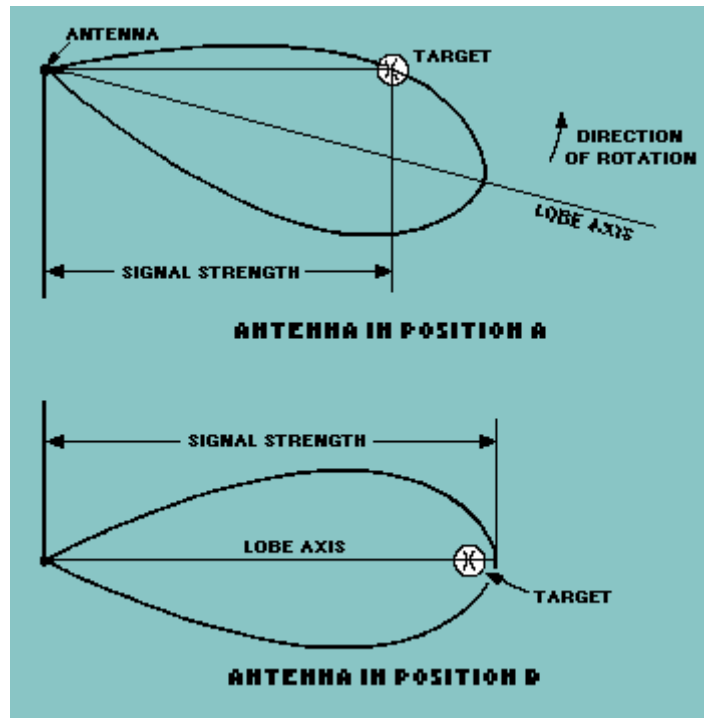 ANTENNA
TARGET
DIRECTION
OF ROTATION
LOBE AXIS
SIGNAL STRENGTH
ANTENNA IN POSITION A
SIGNAL STRENGTH
LOBE AXIS
TARGET
ANTENNA IN POSITION D